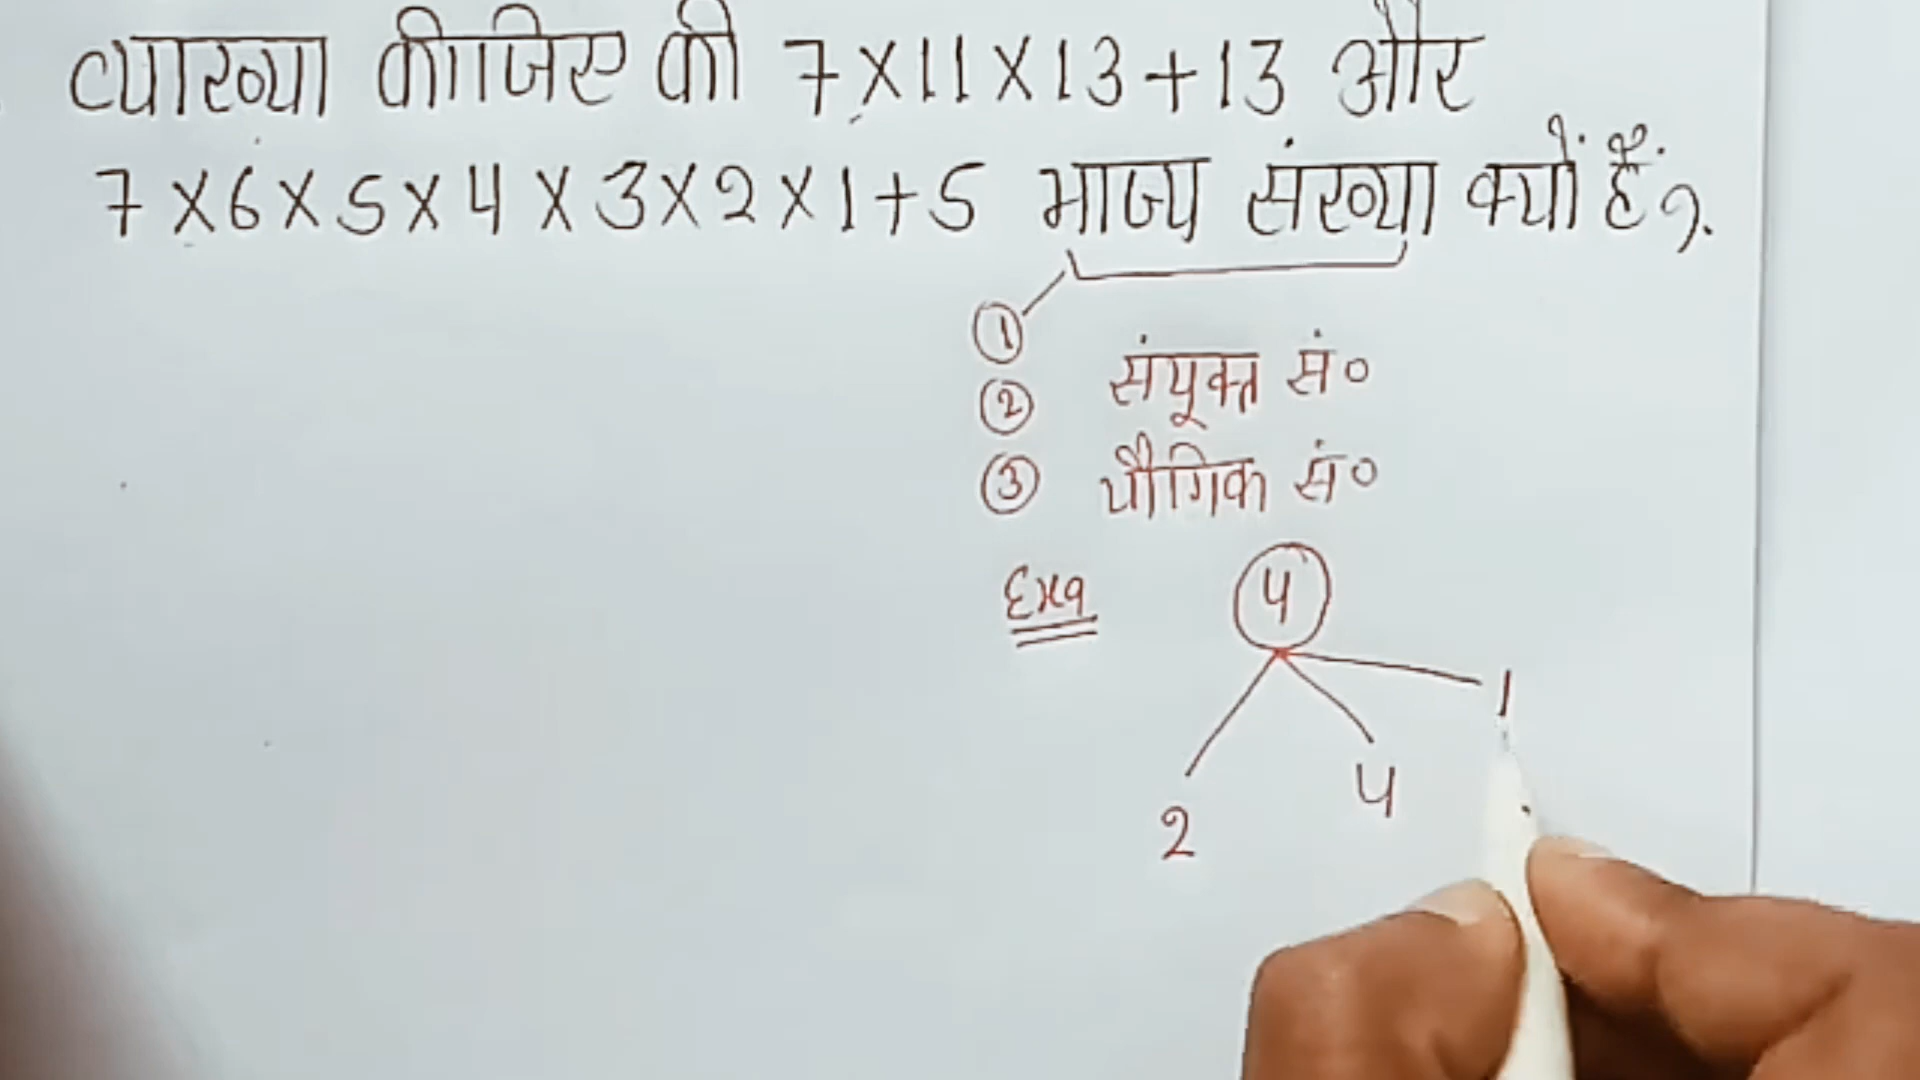 व्याख्या कीजिए की 7×11×13+13 और
7×6×5×4×3×2×1+5 भाज्य संख्या क्यों हैं?
①
② संयूक्त सं०
③ यौगिक सं०
Exa
4
1
4
2